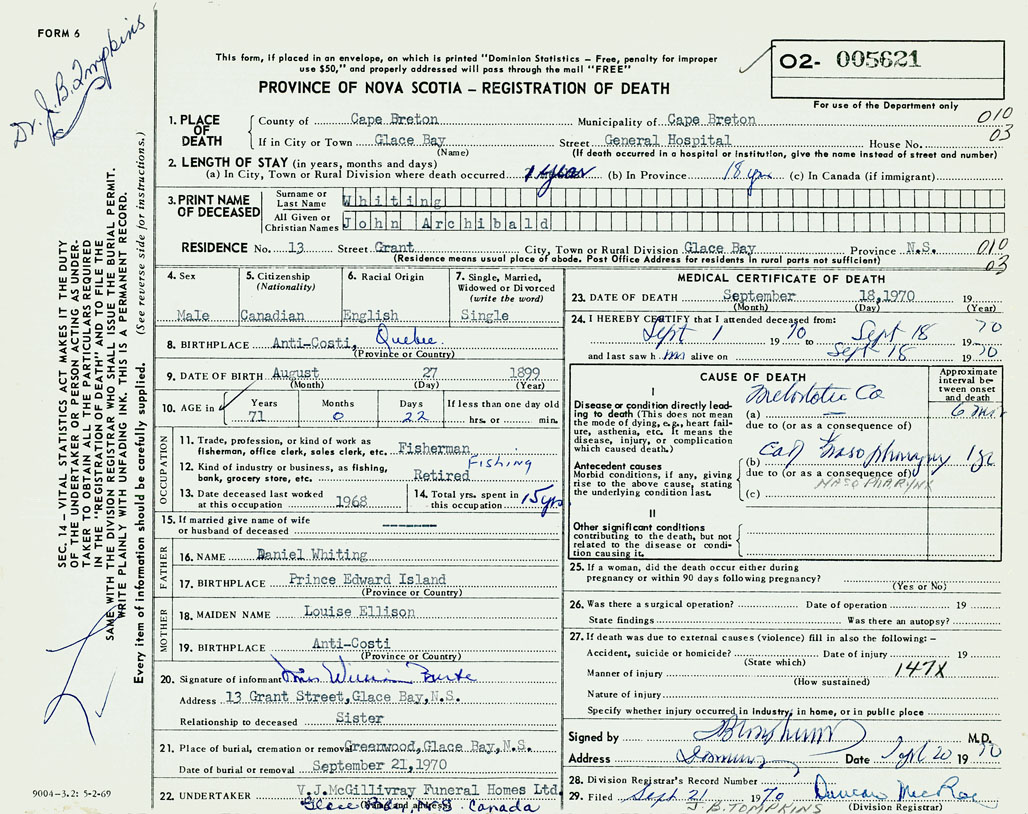 FORM 6
Dr. J. B. Tompkins
This form, if placed in an envelope, on which is printed "Dominion Statistics – Free, penalty for improper
use $50," and properly addressed will pass through the mail "FREE"
O2- 005621
PROVINCE OF NOVA SCOTIA – REGISTRATION OF DEATH
For use of the Department only
1. PLACE OF DEATH
County of Cape Breton Municipality of Cape Breton 010
If in City or Town Glace Bay Street General Hospital House No. 03
(Name) (If death occurred in a hospital or institution, give the name instead of street and number)
2. LENGTH OF STAY (in years, months and days)
(a) In City, Town or Rural Division where death occurred (b) In Province 18 yrs (c) In Canada (if immigrant)
3. PRINT NAME OF DECEASED
Surname or Last Name Whiting
All Given or Christian Names John Archibald
RESIDENCE No. 13 Street Grant City, Town or Rural Division Glace Bay Province N.S. 010
(Residence means usual place of abode. Post Office Address for residents in rural parts not sufficient) 03
4. Sex
Male
5. Citizenship (Nationality)
Canadian
6. Racial Origin
English
7. Single, Married, Widowed or Divorced (write the word)
Single
8. BIRTHPLACE Anti-Costi, Quebec
(Province or Country)
9. DATE OF BIRTH August 27 1899
(Month) (Day) (Year)
10. AGE in Years Months Days If less than one day old
71 0 22 hrs. or min.
OCCUPATION
11. Trade, profession, or kind of work as
fisherman, office clerk, sales clerk, etc. Fisherman
12. Kind of industry or business, as fishing,
bank, grocery store, etc. Retired Fishing
13. Date deceased last worked
at this occupation 1968
14. Total yrs. spent in
this occupation 15 yrs
15. If married give name of wife
or husband of deceased
FATHER
16. NAME Daniel Whiting
17. BIRTHPLACE Prince Edward Island
(Province or Country)
MOTHER
18. MAIDEN NAME Louise Ellison
19. BIRTHPLACE Anti-Costi
(Province or Country)
20. Signature of informant William
Address 13 Grant Street, Glace Bay, N.S.
Relationship to deceased Sister
21. Place of burial, cremation or removal Greenwood, Glace Bay, N.S.
Date of burial or removal September 21, 1970
22. UNDERTAKER V.J.McGillivray Funeral Homes Ltd.
Glace Bay, N.S. Canada
MEDICAL CERTIFICATE OF DEATH
23. DATE OF DEATH September 18, 1970 19
(Month) (Day) (Year)
24. I HEREBY CERTIFY that I attended deceased from:
Sept 1 1970 to Sept 18 1970
and last saw him alive on Sept 18 1970
CAUSE OF DEATH
Approximate interval between onset and death
I
Disease or condition directly leading to death (This does not mean the mode of dying, e.g., heart failure, asthenia, etc. It means the disease, injury, or complication which caused death.)
(a) Ca 6
due to (or as a consequence of)
Antecedent causes
Morbid conditions, if any, giving rise to the above cause, stating the underlying condition last.
(b)
due to (or as a consequence of)
NASOPHARYNX
(c)
II
Other significant conditions contributing to the death, but not related to the disease or condition causing it.
25. If a woman, did the death occur either during
pregnancy or within 90 days following pregnancy?
(Yes or No)
26. Was there a surgical operation? Date of operation 19
State findings Was there an autopsy?
27. If death was due to external causes (violence) fill in also the following: –
Accident, suicide or homicide? Date of injury 19
(State which)
Manner of injury 147X
(How sustained)
Nature of injury
Specify whether injury occurred in Industry, in home, or in public place
Signed by M.D.
Address Date Sept 20 1970
28. Division Registrar's Record Number
29. Filed Sept 21 1970 Duncan MacRae
J. B. TOMPKINS (Division Registrar)
SEC. 14 – VITAL STATISTICS ACT MAKES IT THE DUTY
OF THE UNDERTAKER OR PERSON ACTING AS UNDER-
TAKER TO OBTAIN ALL THE PARTICULARS REQUIRED
IN THE "REGISTRATION OF DEATH" AND TO FILE THE
SAME WITH THE DIVISION REGISTRAR WHO SHALL ISSUE THE BURIAL PERMIT.
WRITE PLAINLY WITH UNFADING INK. THIS IS A PERMANENT RECORD.
Every item of information should be carefully supplied. (See reverse side for instructions.)
9004-3.2: 5-2-69